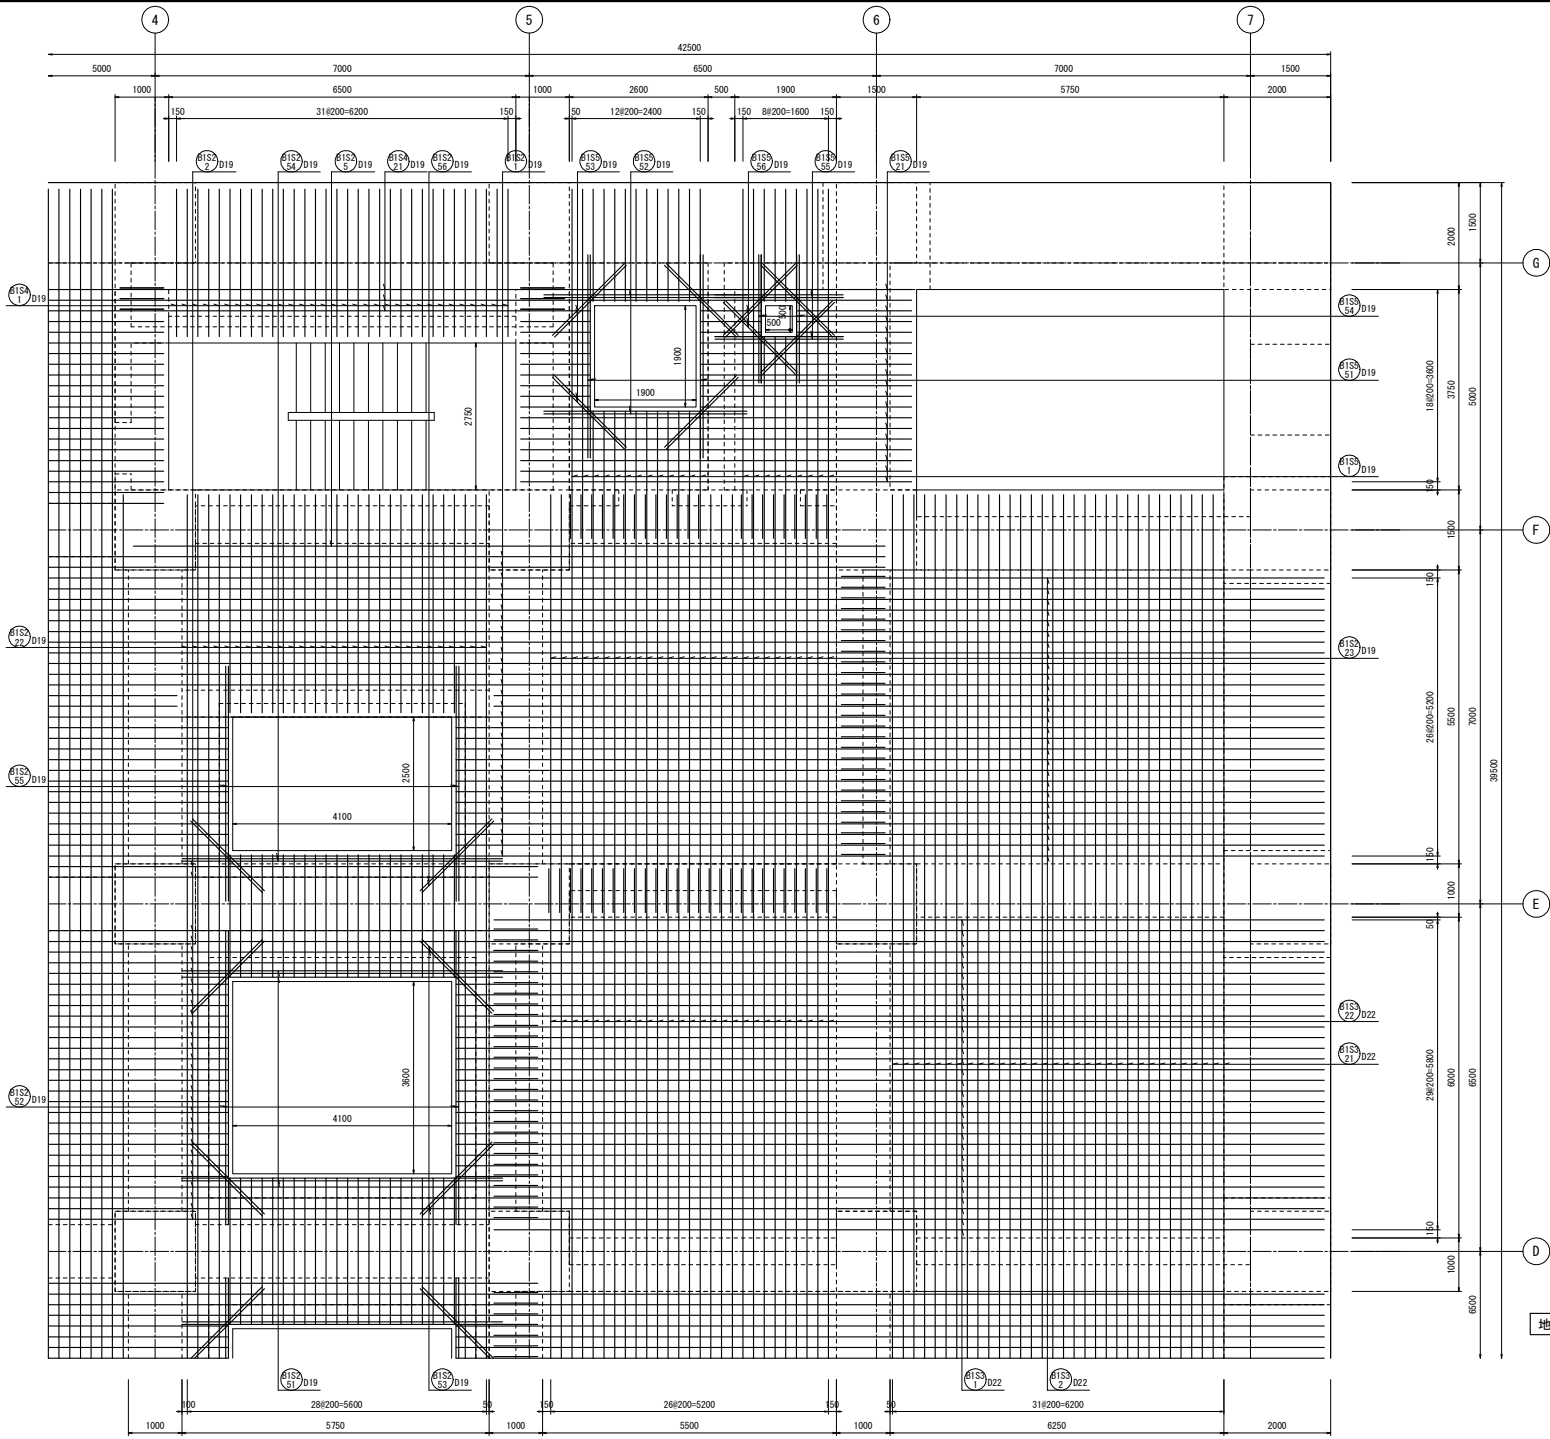 4 5 6 7
42500
5000 7000 6500 7000 1500
1000 6500 1000 2600 500 1900 1500 5750 2000
150 31@200=6200 150 50 12@200=2400 150 150 8@200=1600 150
B1S2 2 D19
B1S2 54 D19
B1S2 5 D19
B1S4 21 D19
B1S2 56 D19
B1S2 1 D19
B1S5 53 D19
B1S5 52 D19
B1S5 56 D19
B1S5 55 D19
B1S5 21 D19
2000 1500
G
B1S4 1 D19
B1S5 54 D19
500
500
1900
1900
2750
B1S5 51 D19
18@200=3600 3750 5000
B1S5 1 D19
150
1500
F
150
B1S2 22 D19
B1S2 23 D19
26@200=5200 5500 7000
39500
B1S2 55 D19
2500
4100
150
1000
E
50
B1S3 22 D22
B1S3 21 D22
29@200=5800 6000 6500
B1S2 52 D19
3600
4100
150
D
1000
6500
地
B1S2 51 D19
B1S2 53 D19
B1S3 1 D22
B1S3 2 D22
100 28@200=5600 50 150 26@200=5200 150 50 31@200=6200
1000 5750 1000 5500 1000 6250 2000